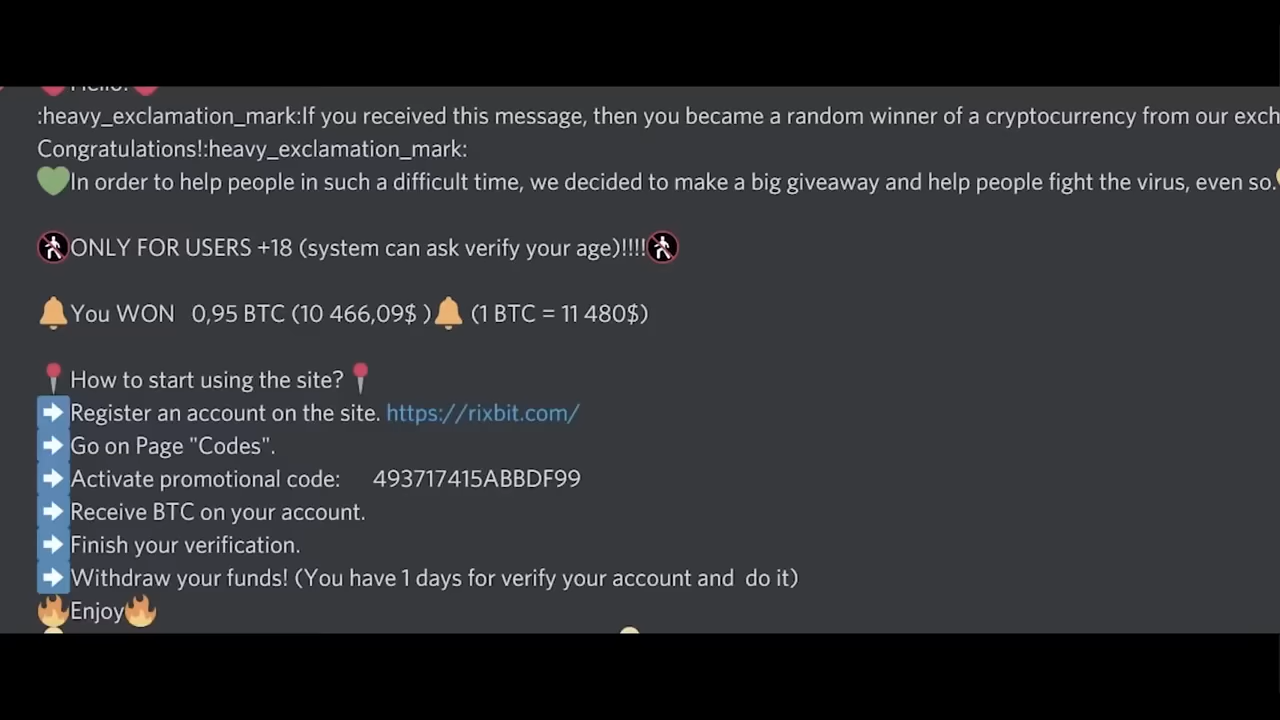 Hello!
:heavy_exclamation_mark:If you received this message, then you became a random winner of a cryptocurrency from our exch
Congratulations!:heavy_exclamation_mark:
In order to help people in such a difficult time, we decided to make a big giveaway and help people fight the virus, even so.
ONLY FOR USERS +18 (system can ask verify your age)!!!!
You WON 0,95 BTC (10 466,09$ ) (1 BTC = 11 480$)
How to start using the site?
Register an account on the site. https://rixbit.com/
Go on Page "Codes".
Activate promotional code: 493717415ABBDF99
Receive BTC on your account.
Finish your verification.
Withdraw your funds! (You have 1 days for verify your account and do it)
Enjoy